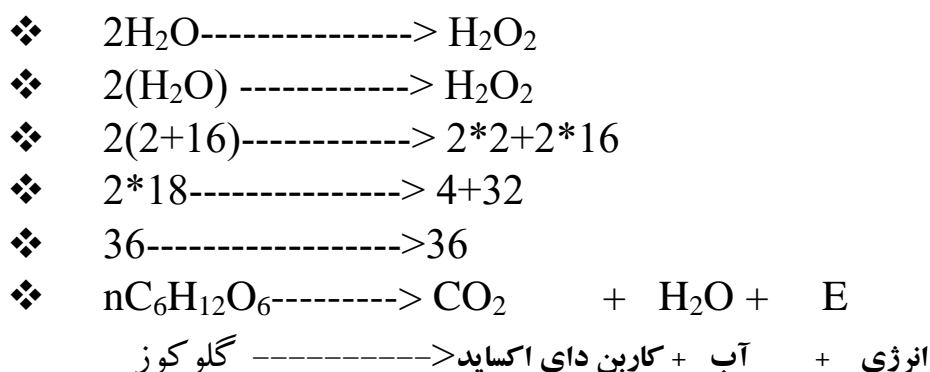 ❖ 2H₂O---------------> H₂O₂
❖ 2(H₂O) ------------> H₂O₂
❖ 2(2+16)------------> 2*2+2*16
❖ 2*18---------------> 4+32
❖ 36------------------>36
❖ nC₆H₁₂O₆---------> CO₂ + H₂O + E
گلوکوز ----------> کاربن دای اکساید + آب + انرژی